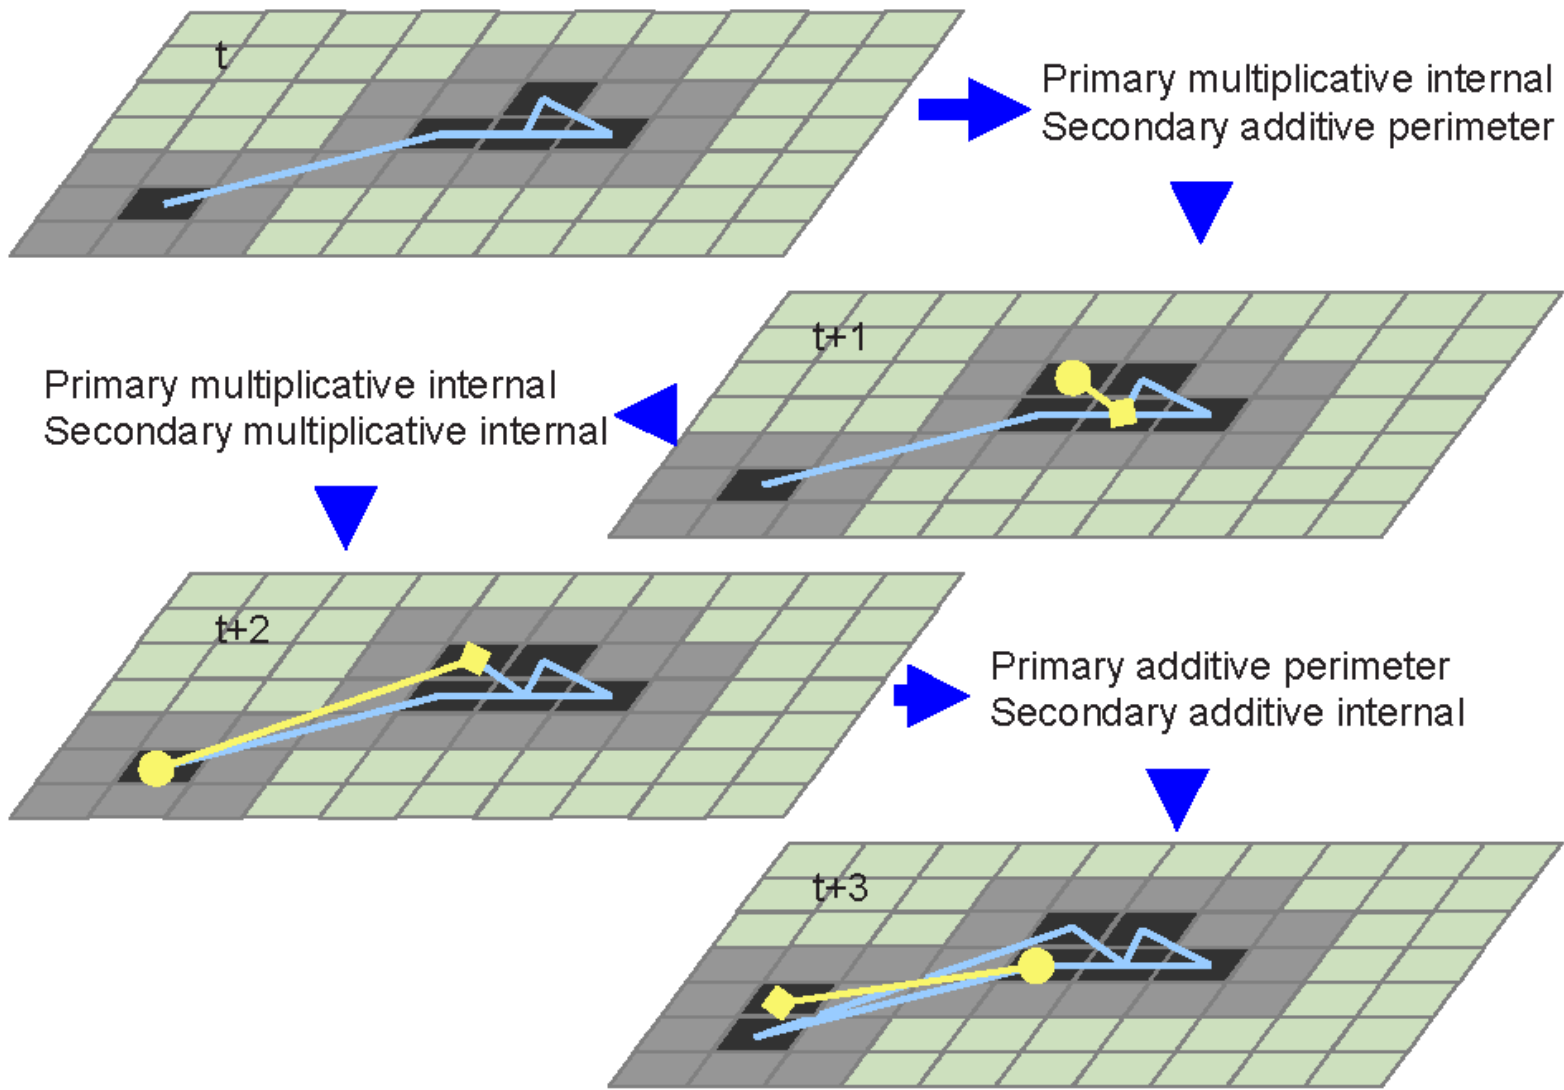 t
Primary multiplicative internal
Secondary additive perimeter
t+1
Primary multiplicative internal
Secondary multiplicative internal
t+2
Primary additive perimeter
Secondary additive internal
t+3